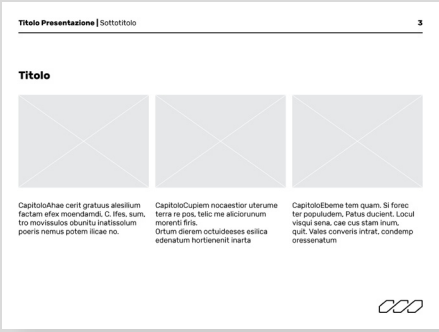 Titolo Presentazione | Sottotitolo
3
Titolo
CapitoloAhae cerit gratuus alesilium
factam efex moendamdi, C. Ifes, sum,
tro movissulos obunitu inatissolum
poeris nemus potem ilicae no.
CapitoloCupiem nocaestior uterume
terra re pos, telic me aliciorunum
morenti firis.
Ortum dierem octuideeses esilica
edenatum hortienenit inarta
CapitoloEbeme tem quam. Si forec
ter populudem, Patus ducient. Locul
visqui sena, cae cus stam inum,
quit. Vales converis intrat, condemp
oressenatum